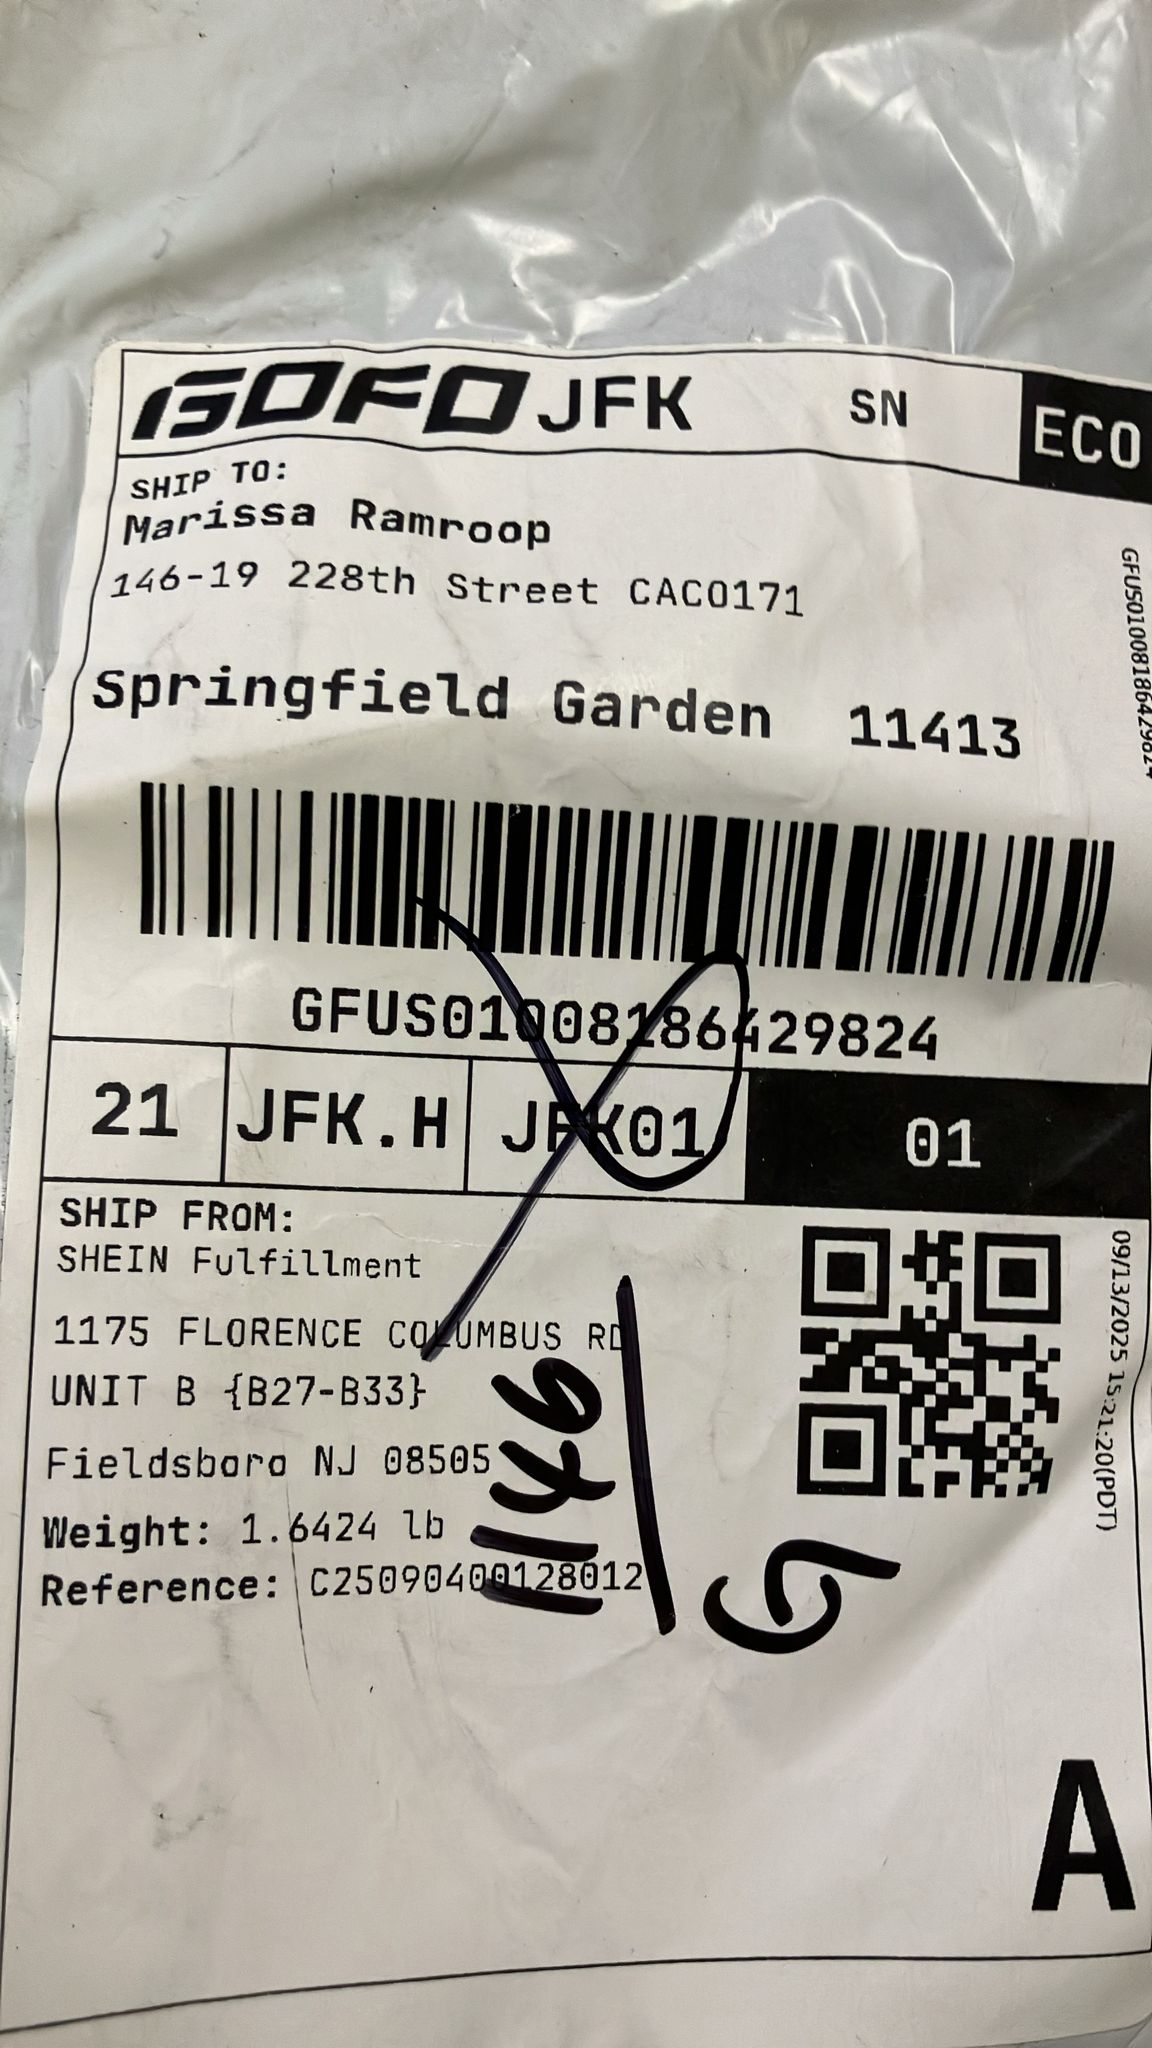 GOFO JFK SN ECO
SHIP TO:
Marissa Ramroop
146-19 228th Street CAC0171
Springfield Garden 11413
GFUS01008186429824
GFUS01008186429824
21 JFK.H JFK01 01
SHIP FROM:
SHEIN Fulfillment
1175 FLORENCE COLUMBUS RD
UNIT B {B27-B33}
Fieldsboro NJ 08505
Weight: 1.6424 lb
Reference: C25090400128012
09/13/2025 15:21:20(PDT)
1146
A